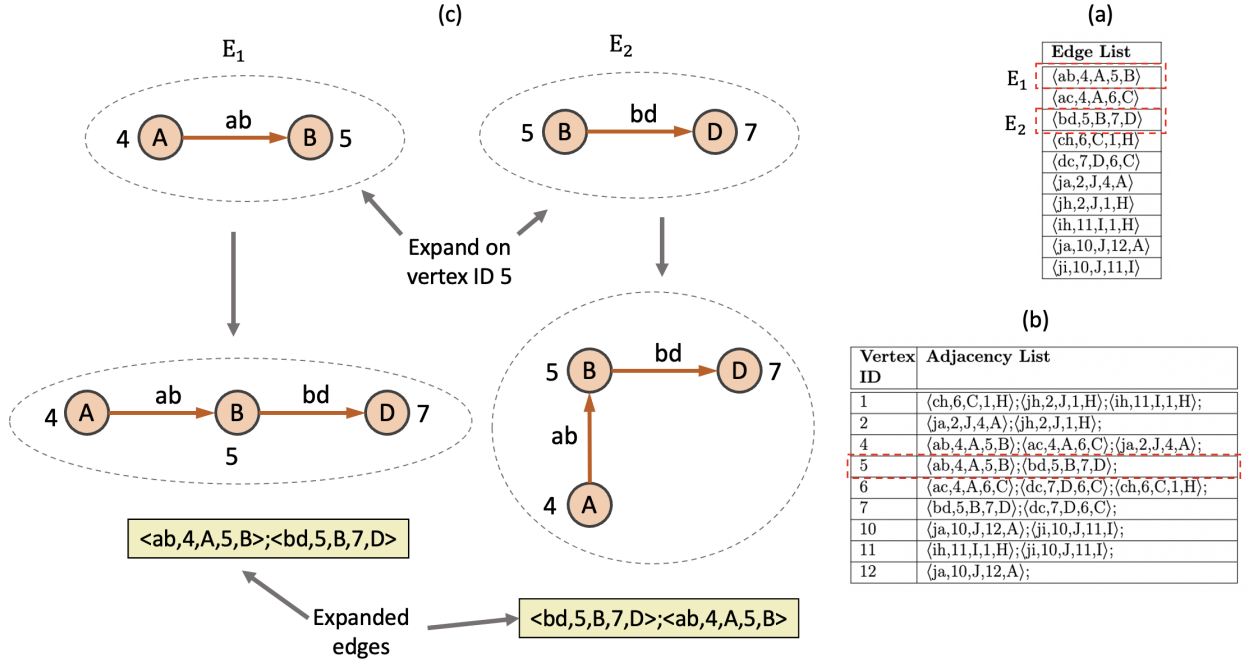 (c)
E1
E2
4 A ab B 5
5 B bd D 7
Expand on
vertex ID 5
4 A ab B bd D 7
5
5 B bd D 7
ab
4 A
<ab,4,A,5,B>;<bd,5,B,7,D>
Expanded
edges
<bd,5,B,7,D>;<ab,4,A,5,B>
(a)
Edge List
E1 ⟨ab,4,A,5,B⟩
⟨ac,4,A,6,C⟩
E2 ⟨bd,5,B,7,D⟩
⟨ch,6,C,1,H⟩
⟨dc,7,D,6,C⟩
⟨ja,2,J,4,A⟩
⟨jh,2,J,1,H⟩
⟨ih,11,I,1,H⟩
⟨ja,10,J,12,A⟩
⟨ji,10,J,11,I⟩
(b)
Vertex Adjacency List
ID
1 ⟨ch,6,C,1,H⟩;⟨jh,2,J,1,H⟩;⟨ih,11,I,1,H⟩;
2 ⟨ja,2,J,4,A⟩;⟨jh,2,J,1,H⟩;
4 ⟨ab,4,A,5,B⟩;⟨ac,4,A,6,C⟩;⟨ja,2,J,4,A⟩;
5 ⟨ab,4,A,5,B⟩;⟨bd,5,B,7,D⟩;
6 ⟨ac,4,A,6,C⟩;⟨dc,7,D,6,C⟩;⟨ch,6,C,1,H⟩;
7 ⟨bd,5,B,7,D⟩;⟨dc,7,D,6,C⟩;
10 ⟨ja,10,J,12,A⟩;⟨ji,10,J,11,I⟩;
11 ⟨ih,11,I,1,H⟩;⟨ji,10,J,11,I⟩;
12 ⟨ja,10,J,12,A⟩;